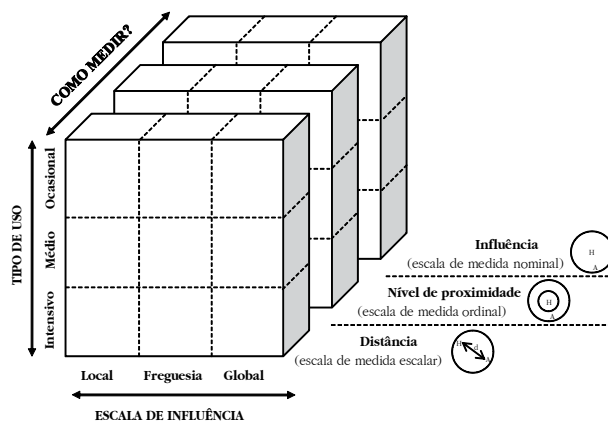 COMO MEDIR?
TIPO DE USO
Ocasional
Médio
Intensivo
Local Freguesia Global
ESCALA DE INFLUÊNCIA
Influência
(escala de medida nominal)
H
A
Nível de proximidade
(escala de medida ordinal)
H
A
Distância
(escala de medida escalar)
H
d
A